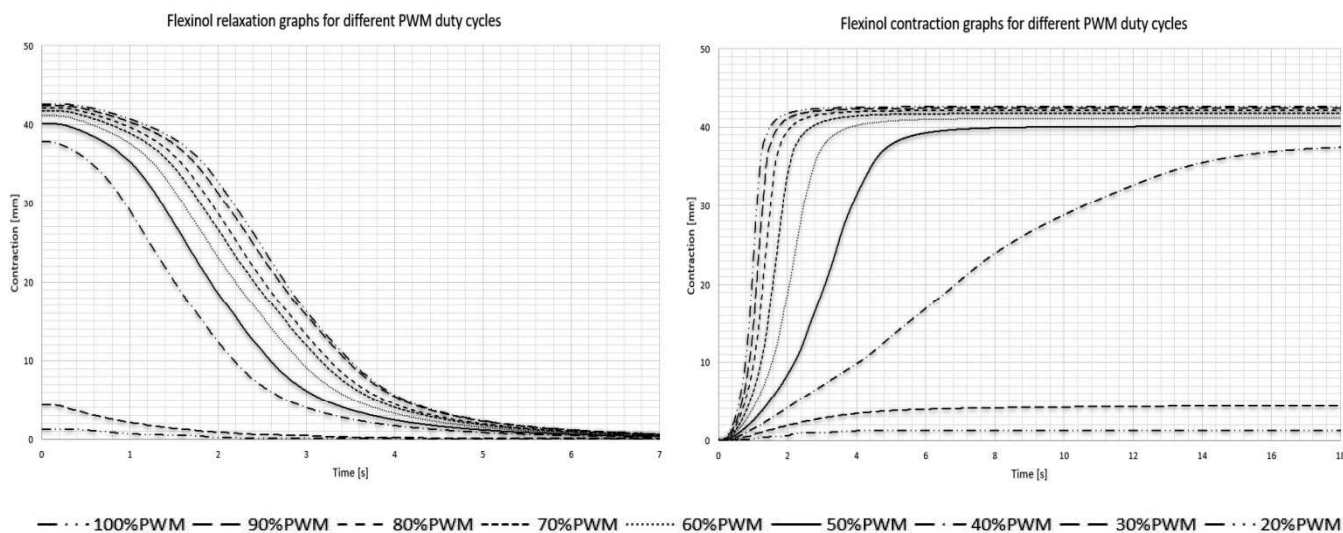 Flexinol relaxation graphs for different PWM duty cycles
50
40
30
20
10
0
Contraction [mm]
0 1 2 3 4 5 6 7
Time [s]
Flexinol contraction graphs for different PWM duty cycles
50
40
30
20
10
0
Contraction [mm]
0 2 4 6 8 10 12 14 16 18
Time [s]
100%PWM 90%PWM 80%PWM 70%PWM 60%PWM 50%PWM 40%PWM 30%PWM 20%PWM